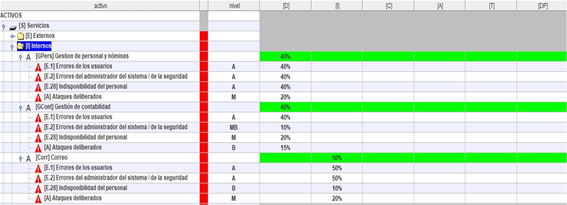 activo nivel [D] [I] [C] [A] [T] [DP]
ACTIVOS
[S] Servicios
[E] Externos
[I] Internos
[GPers] Gestion de personal y nóminas 40%
[E.1] Errores de los usuarios A 40%
[E.2] Errores del administrador del sistema / de la seguridad A 40%
[E.28] Indisponibilidad del personal A 40%
[A] Ataques deliberados M 20%
[GCont] Gestión de contabilidad 40%
[E.1] Errores de los usuarios A 40%
[E.2] Errores del administrador del sistema / de la seguridad MB 10%
[E.28] Indisponibilidad del personal M 20%
[A] Ataques deliberados B 15%
[Corr] Correo 50%
[E.1] Errores de los usuarios A 50%
[E.2] Errores del administrador del sistema / de la seguridad A 50%
[E.28] Indisponibilidad del personal B 10%
[A] Ataques deliberados M 20%